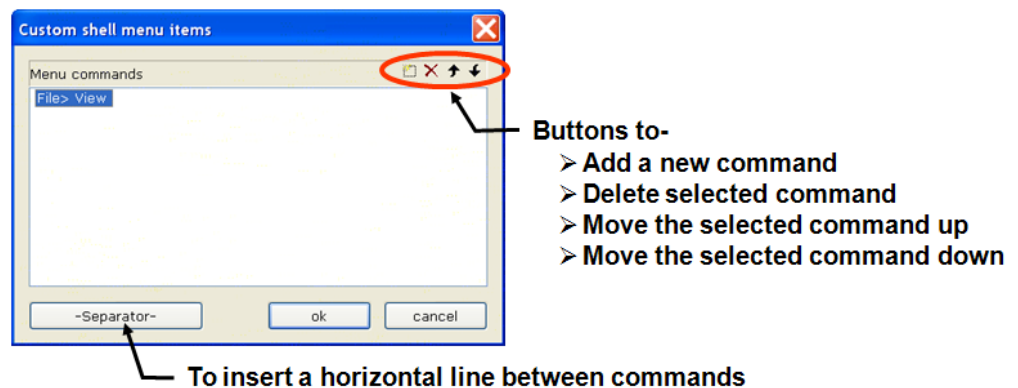 Custom shell menu items
Menu commands
File> View
Buttons to-
➢ Add a new command
➢ Delete selected command
➢ Move the selected command up
➢ Move the selected command down
-Separator-
ok
cancel
To insert a horizontal line between commands